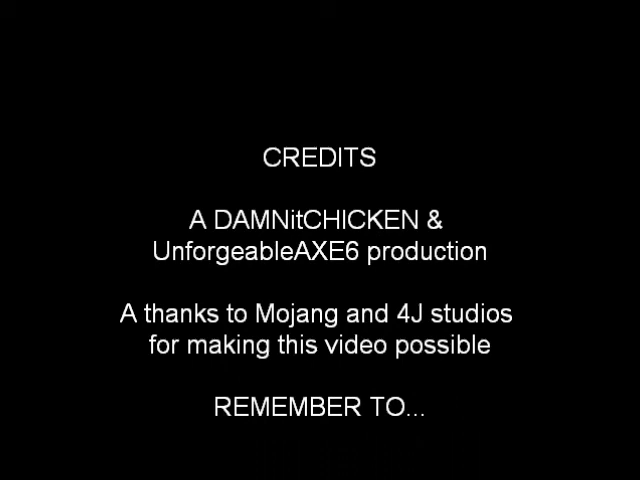 CREDITS
A DAMNitCHICKEN &
UnforgeableAXE6 production
A thanks to Mojang and 4J studios
for making this video possible
REMEMBER TO...